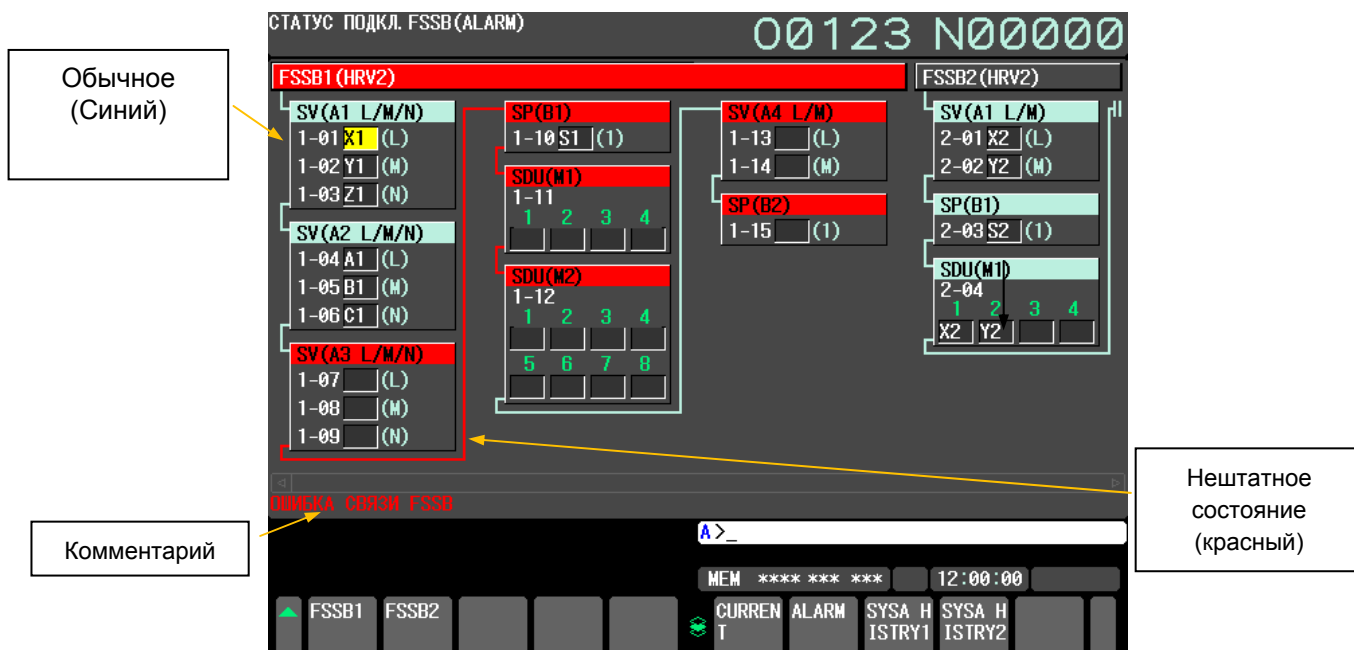 СТАТУС ПОДКЛ. FSSB(ALARM)
O0123 N00000
Обычное
(Синий)
FSSB1(HRV2)
SV(A1 L/M/N)
1-01 X1 (L)
1-02 Y1 (M)
1-03 Z1 (N)
SV(A2 L/M/N)
1-04 A1 (L)
1-05 B1 (M)
1-06 C1 (N)
SV(A3 L/M/N)
1-07 (L)
1-08 (M)
1-09 (N)
SP(B1)
1-10 S1 (1)
SDU(M1)
1-11
1 2 3 4
SDU(M2)
1-12
1 2 3 4
5 6 7 8
SV(A4 L/M)
1-13 (L)
1-14 (M)
SP(B2)
1-15 (1)
FSSB2(HRV2)
SV(A1 L/M)
2-01 X2 (L)
2-02 Y2 (M)
SP(B1)
2-03 S2 (1)
SDU(M1)
2-04
1 2 3 4
X2 Y2
ОШИБКА СВЯЗИ FSSB
Комментарий
Нештатное
состояние
(красный)
A>_
MEM **** *** ***
12:00:00
FSSB1
FSSB2
CURREN
T
ALARM
SYSA H
ISTRY1
SYSA H
ISTRY2